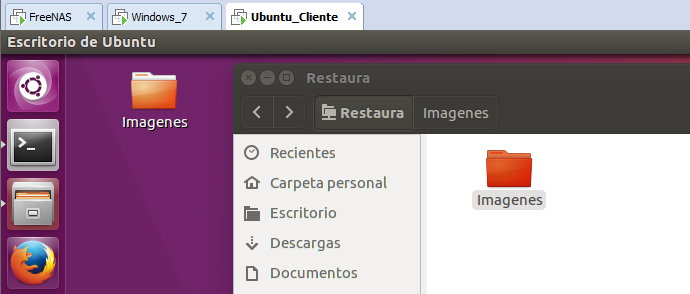 FreeNAS Windows_7 Ubuntu_Cliente
Escritorio de Ubuntu
Imagenes
Restaura
Restaura Imagenes
Recientes
Carpeta personal
Escritorio
Descargas
Documentos
Imagenes